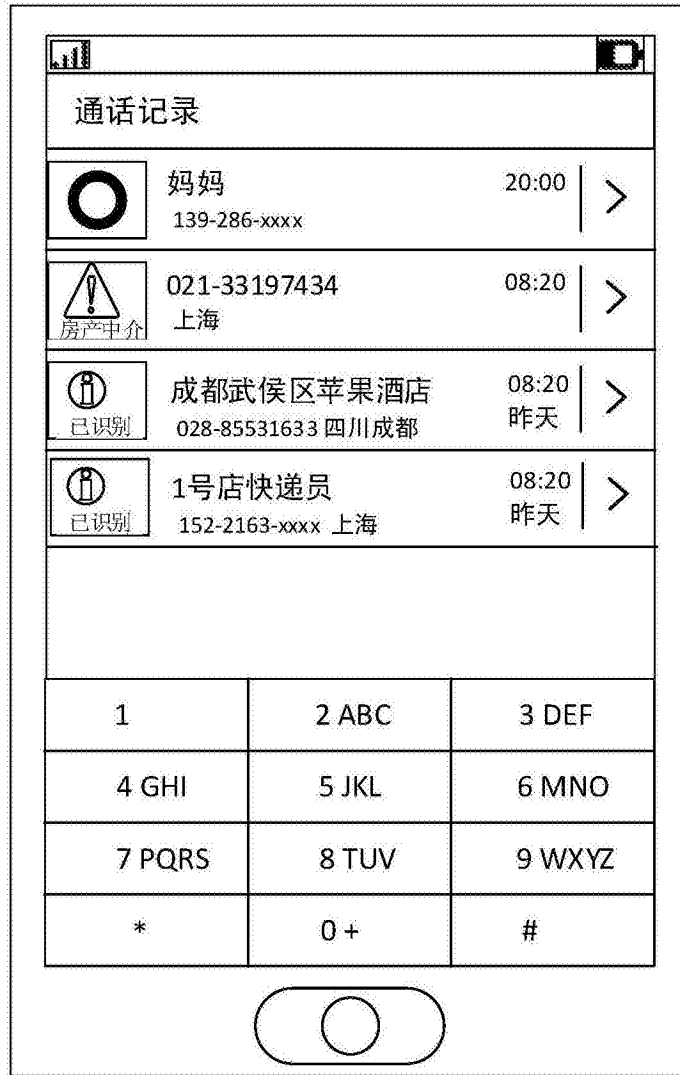 通话记录
妈妈 20:00
139-286-xxxx
021-33197434 08:20
房产中介 上海
成都武侯区苹果酒店 08:20
已识别 028-85531633 四川成都 昨天
1号店快递员 08:20
已识别 152-2163-xxxx 上海 昨天
1 2 ABC 3 DEF
4 GHI 5 JKL 6 MNO
7 PQRS 8 TUV 9 WXYZ
* 0 + #